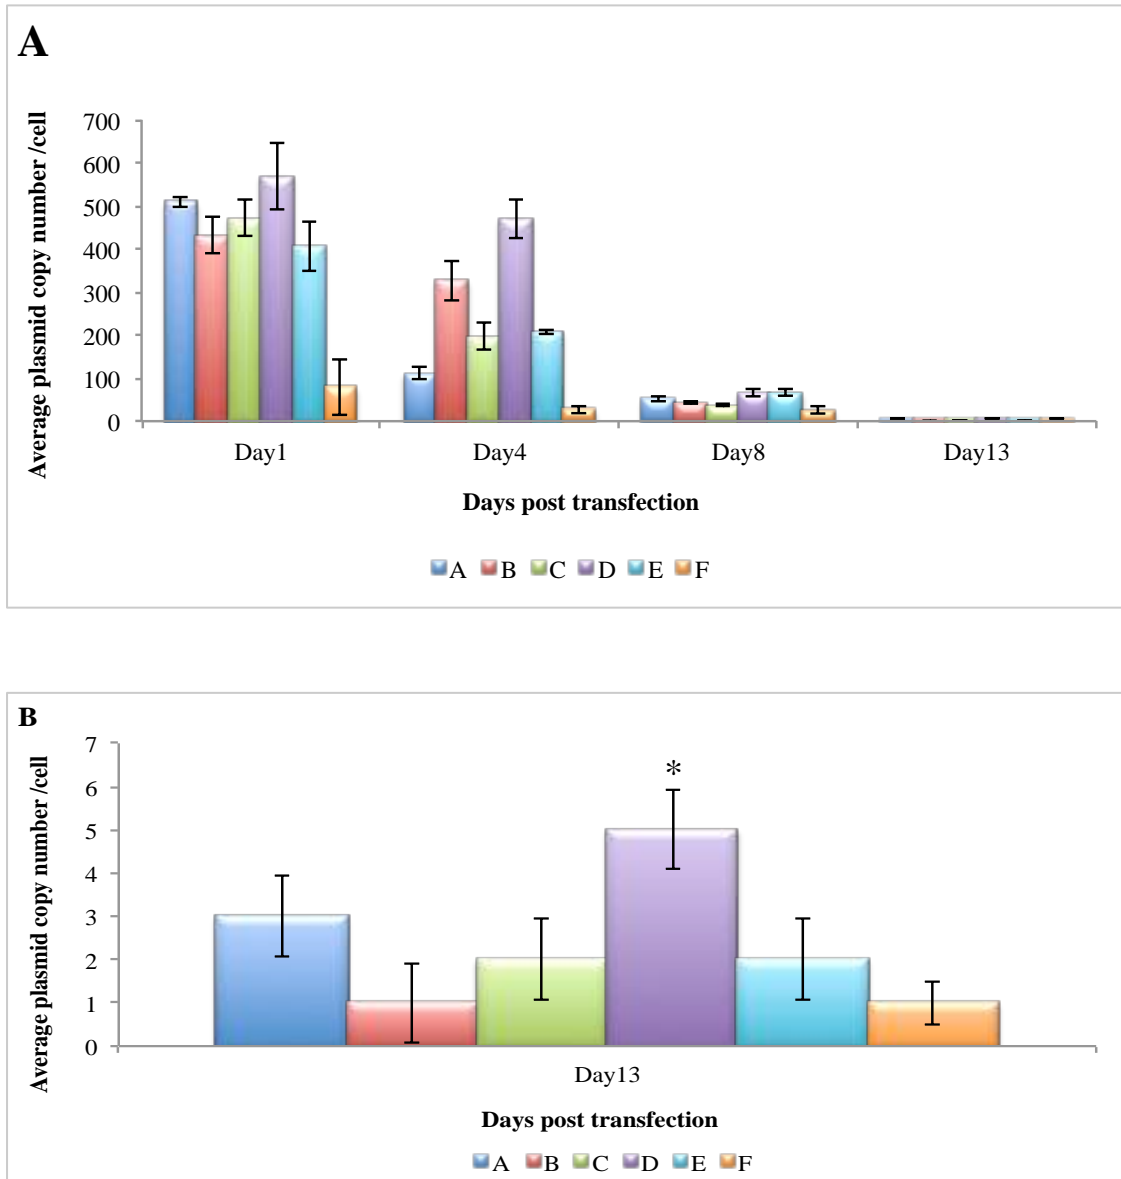 A
Average plasmid copy number /cell
700
600
500
400
300
200
100
0
Day1 Day4 Day8 Day13
Days post transfection
A B C D E F
B
Average plasmid copy number /cell
7
6
5
4
3
2
1
0
*
Day13
Days post transfection
A B C D E F